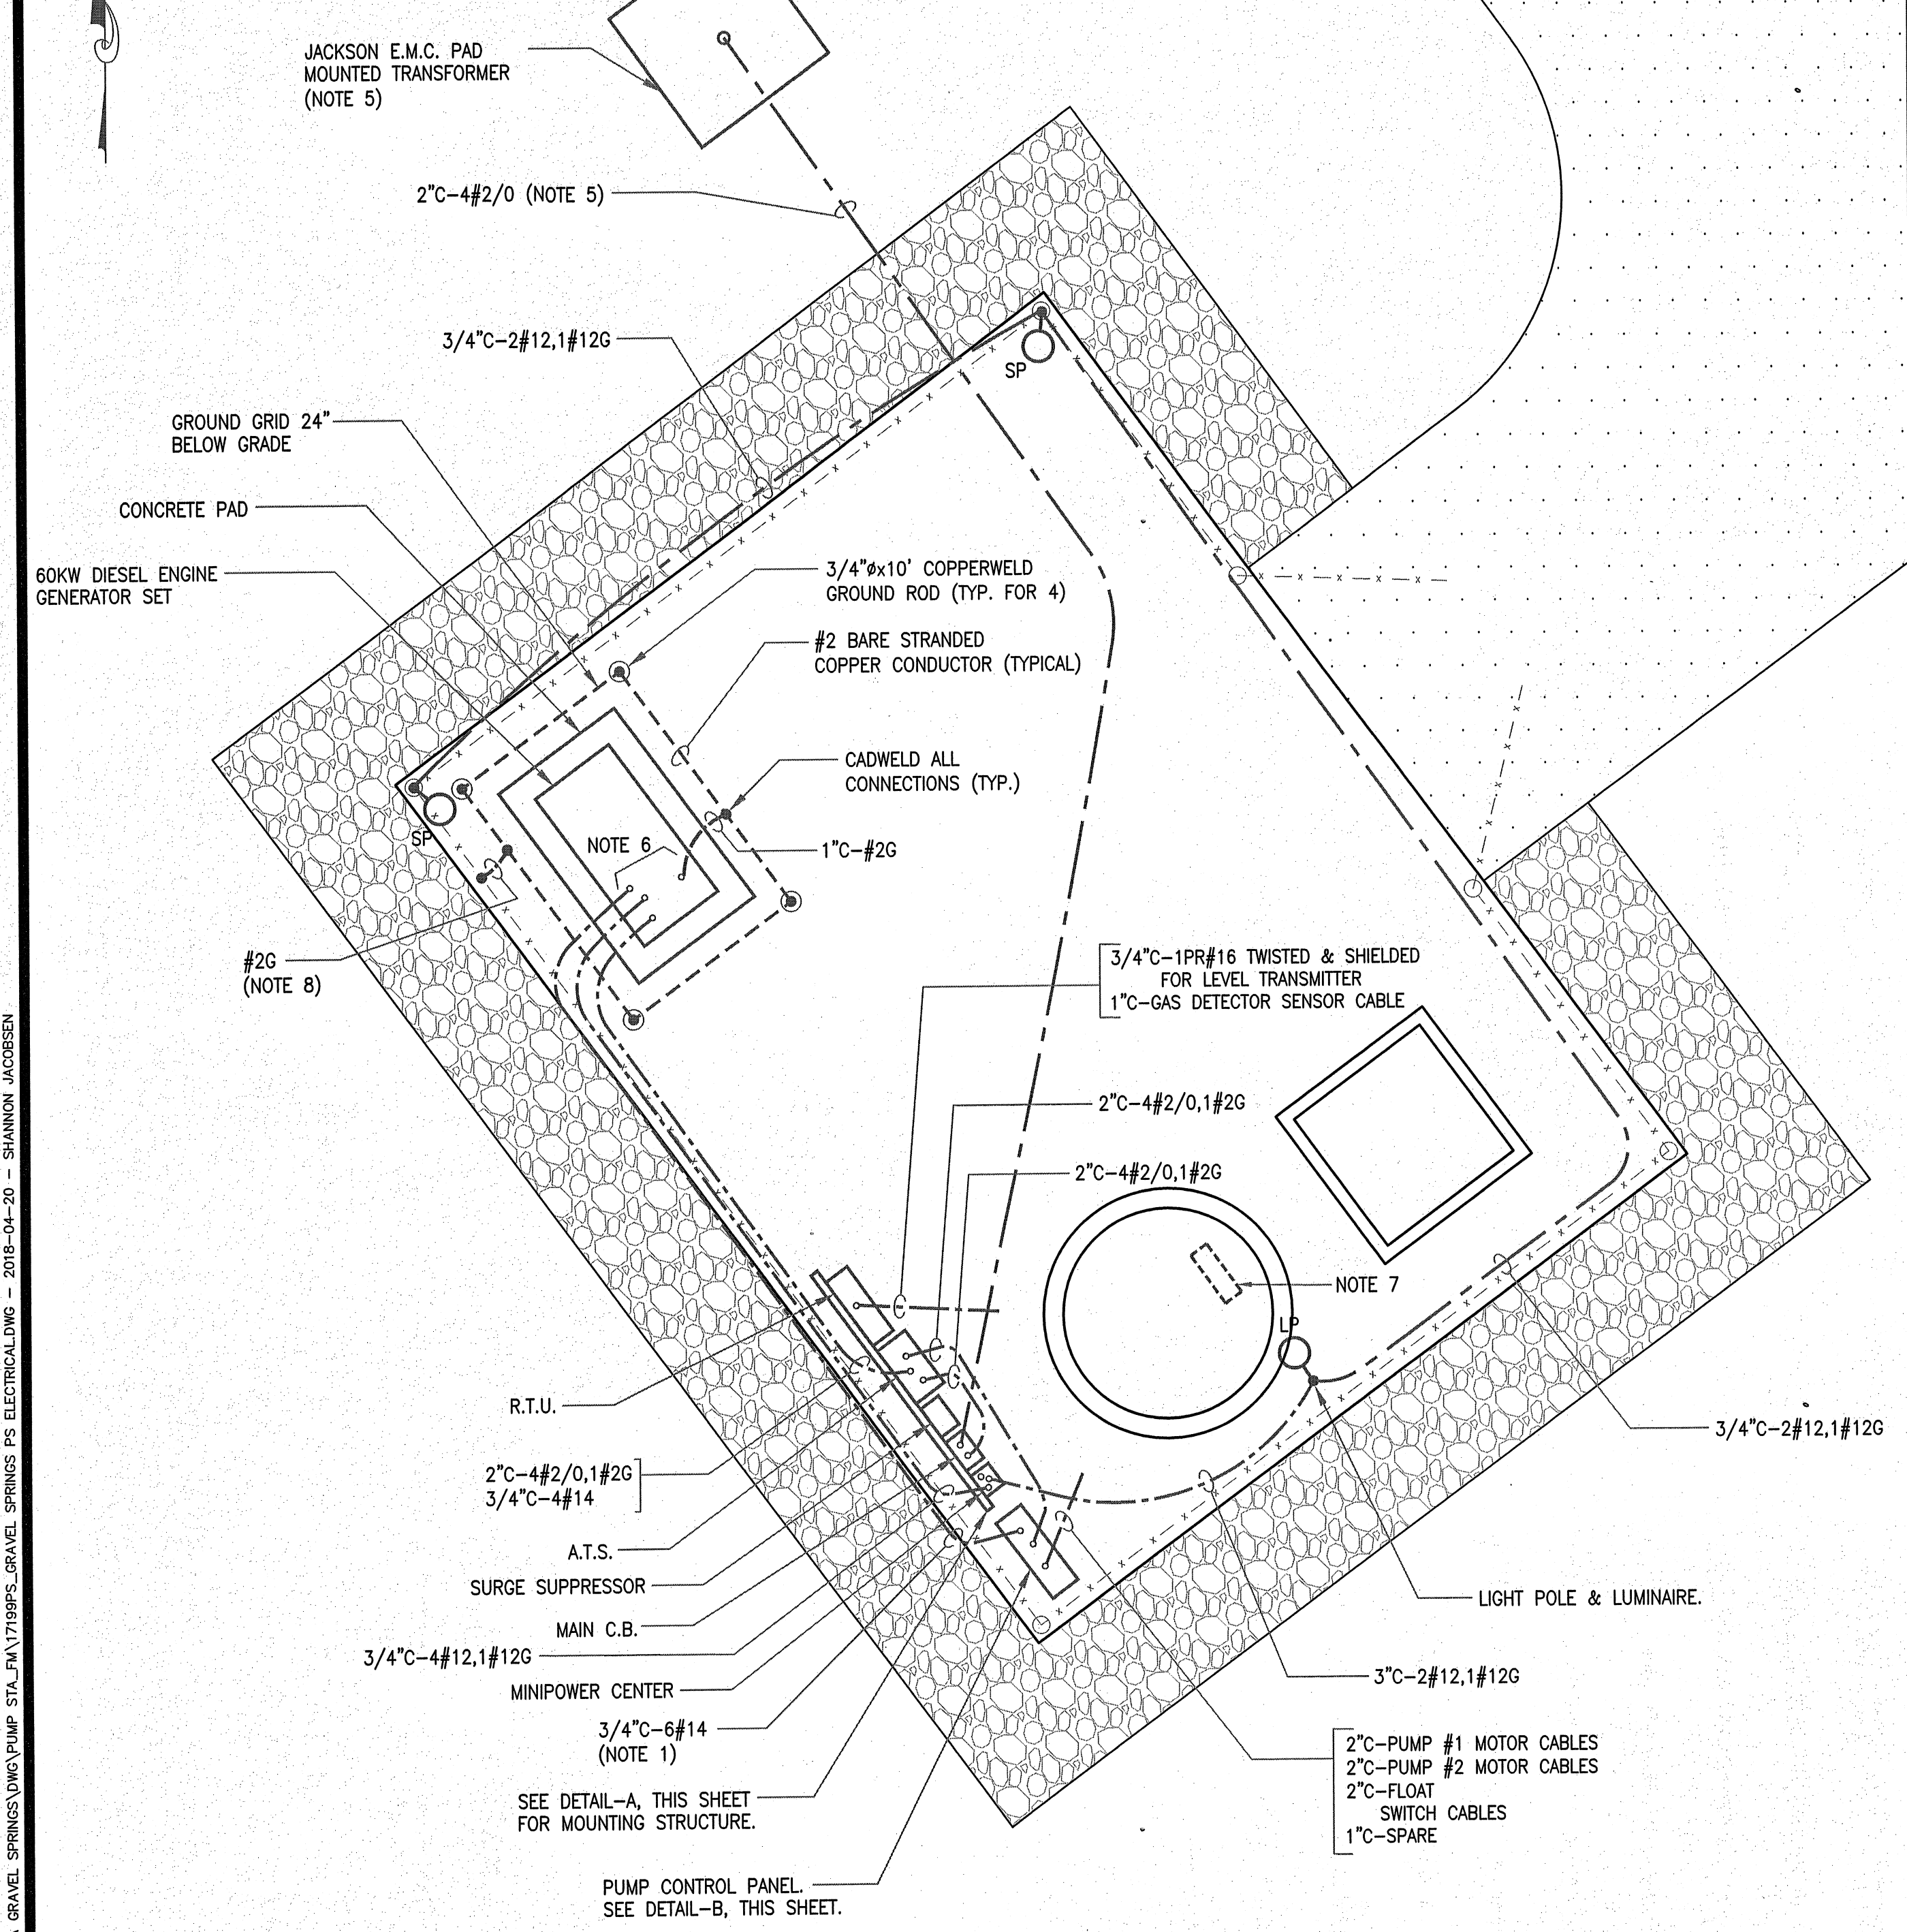 JACKSON E.M.C. PAD
MOUNTED TRANSFORMER
(NOTE 5)
2"C-4#2/0 (NOTE 5)
3/4"C-2#12,1#12G
SP
GROUND GRID 24"
BELOW GRADE
CONCRETE PAD
60KW DIESEL ENGINE
GENERATOR SET
3/4"øx10' COPPERWELD
GROUND ROD (TYP. FOR 4)
#2 BARE STRANDED
COPPER CONDUCTOR (TYPICAL)
CADWELD ALL
CONNECTIONS (TYP.)
SP
NOTE 6
1"C-#2G
#2G
(NOTE 8)
3/4"C-1PR#16 TWISTED & SHIELDED
FOR LEVEL TRANSMITTER
1"C-GAS DETECTOR SENSOR CABLE
2"C-4#2/0,1#2G
2"C-4#2/0,1#2G
NOTE 7
LP
R.T.U.
3/4"C-2#12,1#12G
2"C-4#2/0,1#2G
3/4"C-4#14
A.T.S.
SURGE SUPPRESSOR
LIGHT POLE & LUMINAIRE.
MAIN C.B.
3/4"C-4#12,1#12G
3"C-2#12,1#12G
MINIPOWER CENTER
3/4"C-6#14
(NOTE 1)
2"C-PUMP #1 MOTOR CABLES
2"C-PUMP #2 MOTOR CABLES
2"C-FLOAT
SWITCH CABLES
1"C-SPARE
SEE DETAIL-A, THIS SHEET
FOR MOUNTING STRUCTURE.
PUMP CONTROL PANEL.
SEE DETAIL-B, THIS SHEET.
GRAVEL SPRINGS\DWG\PUMP STA_FM\17199PS_GRAVEL SPRINGS PS ELECTRICAL.DWG - 2018-04-20 - SHANNON JACOBSEN